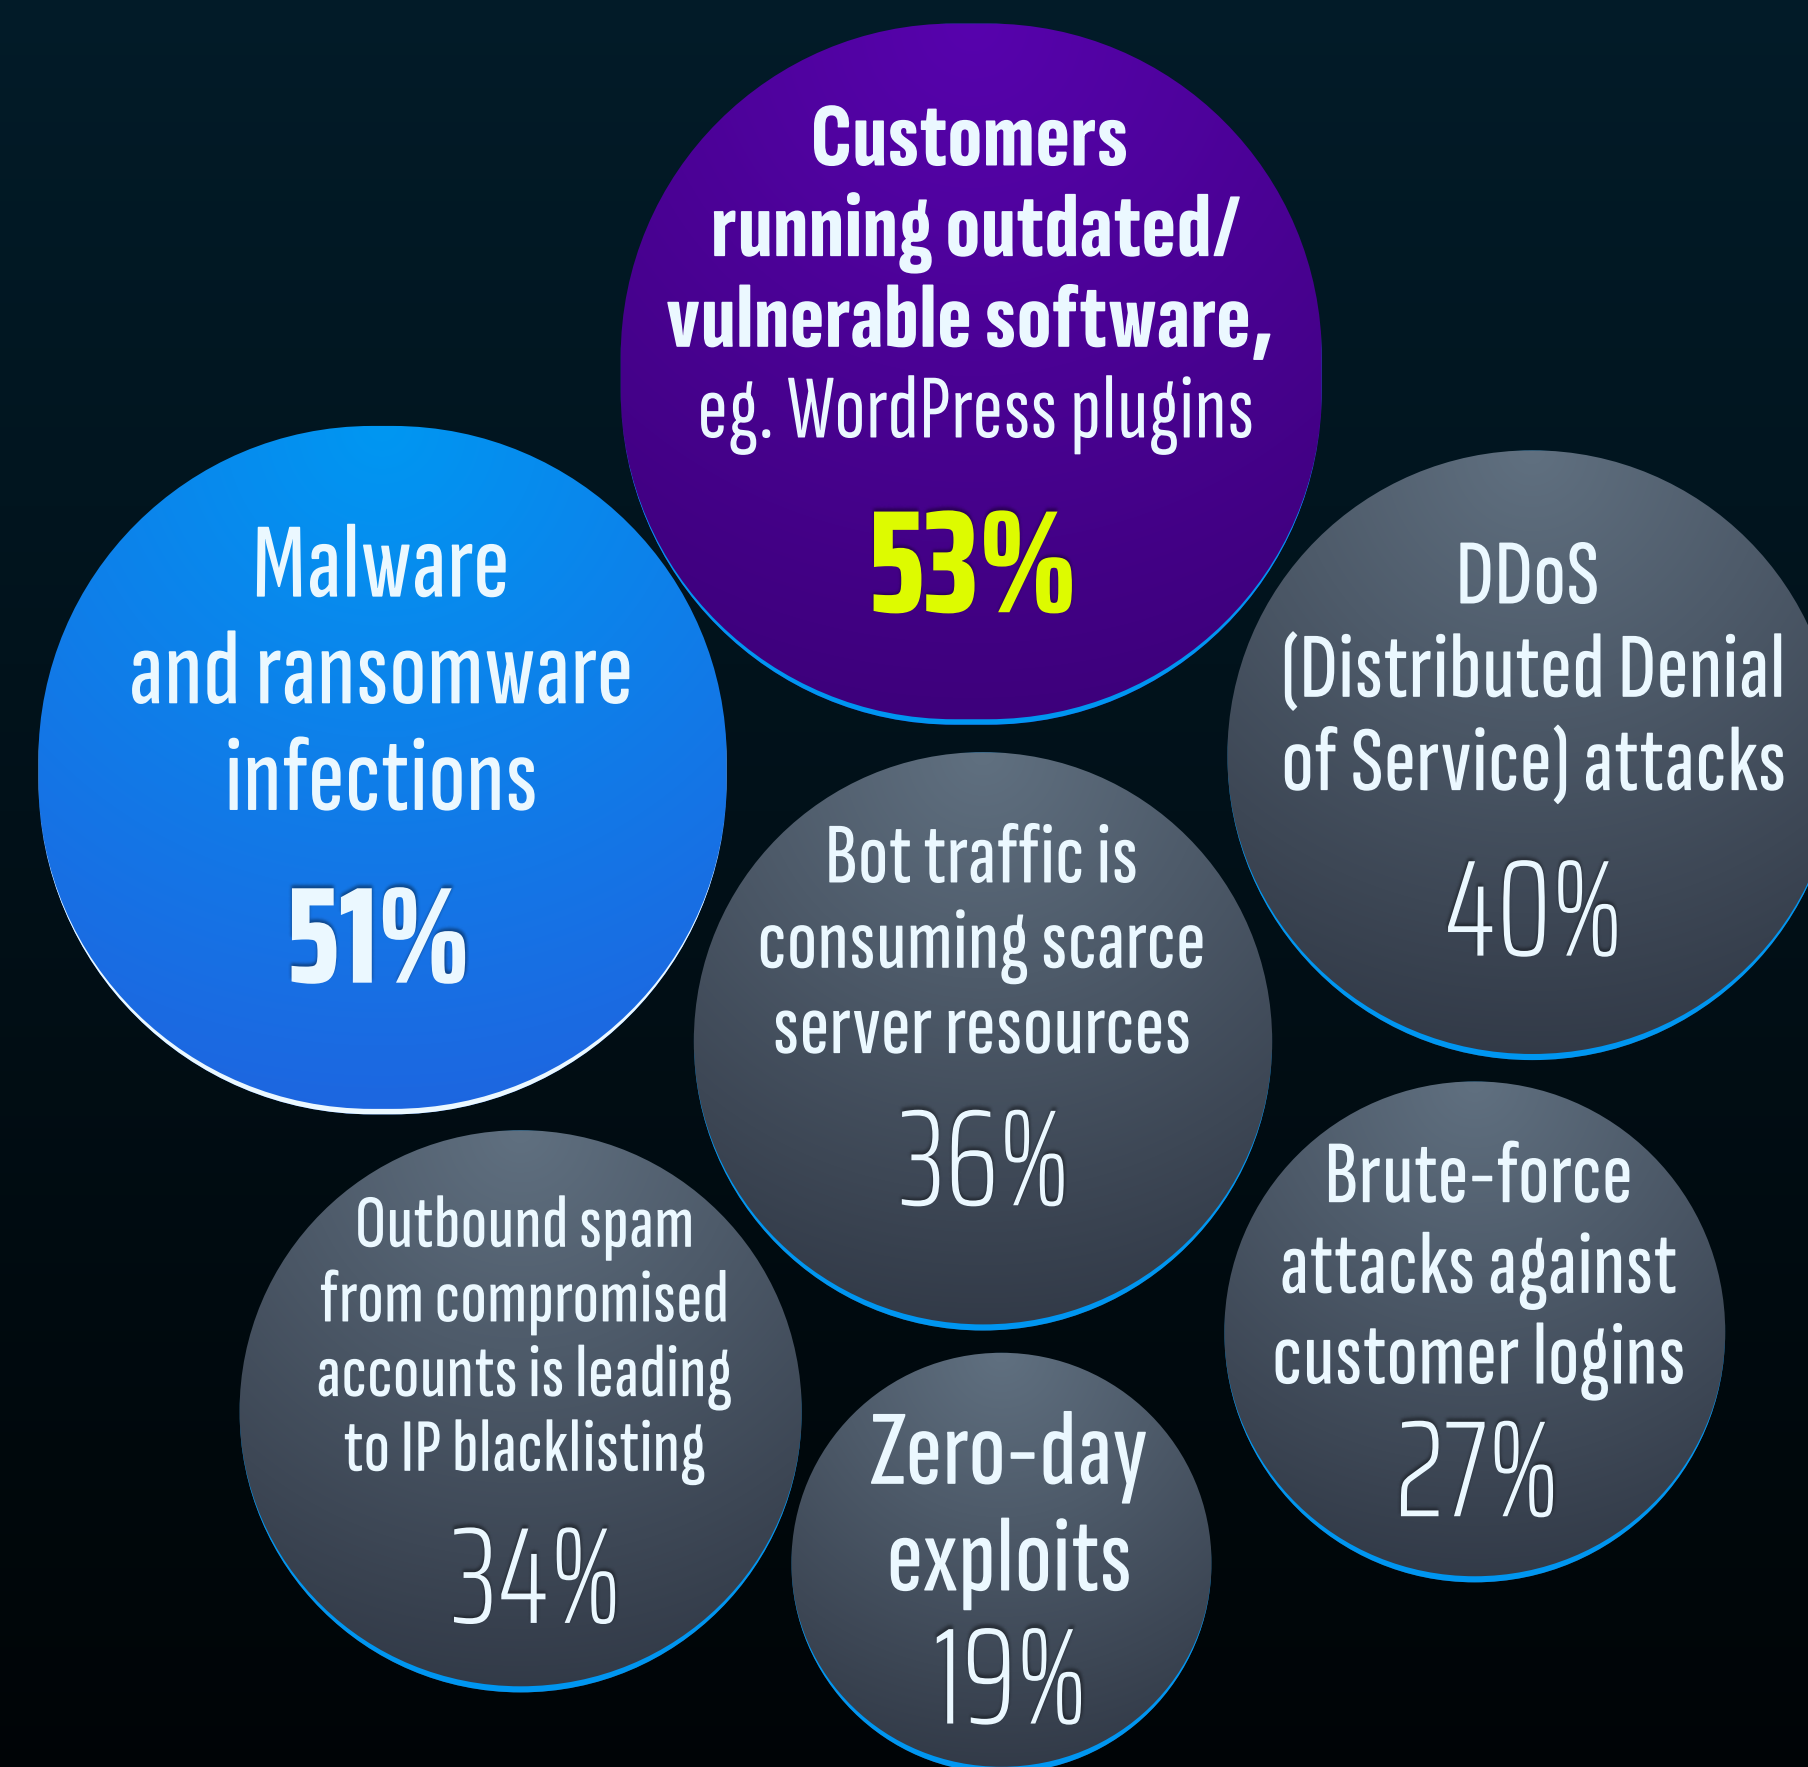 Customers
running outdated/
vulnerable software,
eg. WordPress plugins
53%
Malware
and ransomware
infections
51%
DDoS
(Distributed Denial
of Service) attacks
40%
Bot traffic is
consuming scarce
server resources
36%
Outbound spam
from compromised
accounts is leading
to IP blacklisting
34%
Brute-force
attacks against
customer logins
27%
Zero-day
exploits
19%